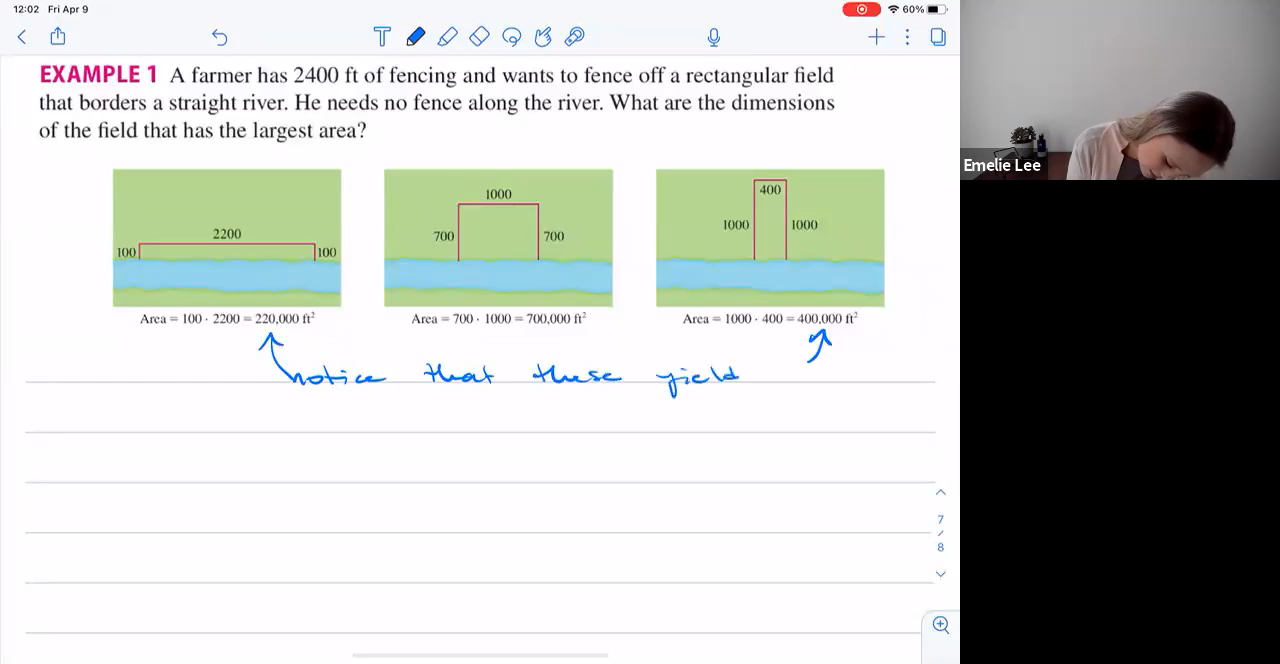 12:02 Fri Apr 9
60%
EXAMPLE 1 A farmer has 2400 ft of fencing and wants to fence off a rectangular field
that borders a straight river. He needs no fence along the river. What are the dimensions
of the field that has the largest area?
Emelie Lee
2200
100
100
1000
700
700
400
1000
1000
Area = 100 · 2200 = 220,000 ft²
Area = 700 · 1000 = 700,000 ft²
Area = 1000 · 400 = 400,000 ft²
notice that these yield
7
/
8